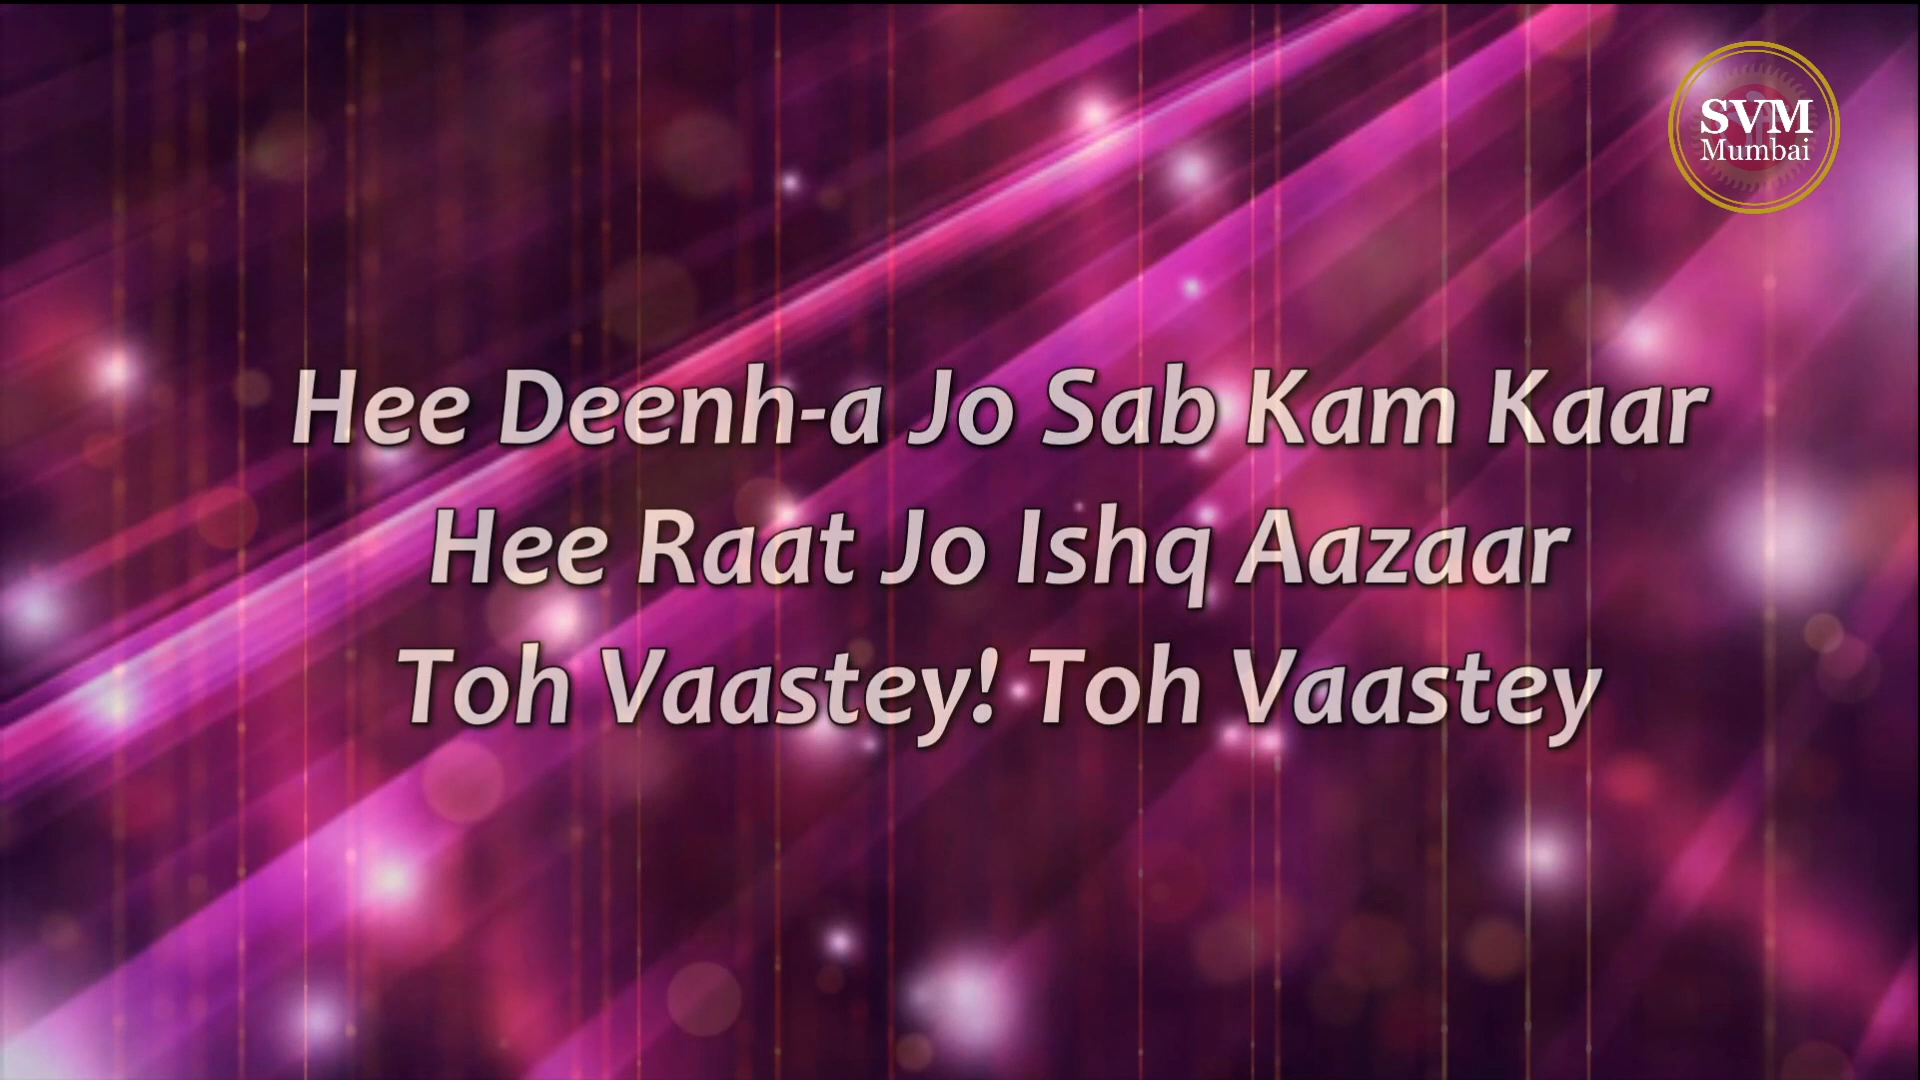 SVM
Mumbai
Hee Deenh-a Jo Sab Kam Kaar
Hee Raat Jo Ishq Aazaar
Toh Vaastey! Toh Vaastey